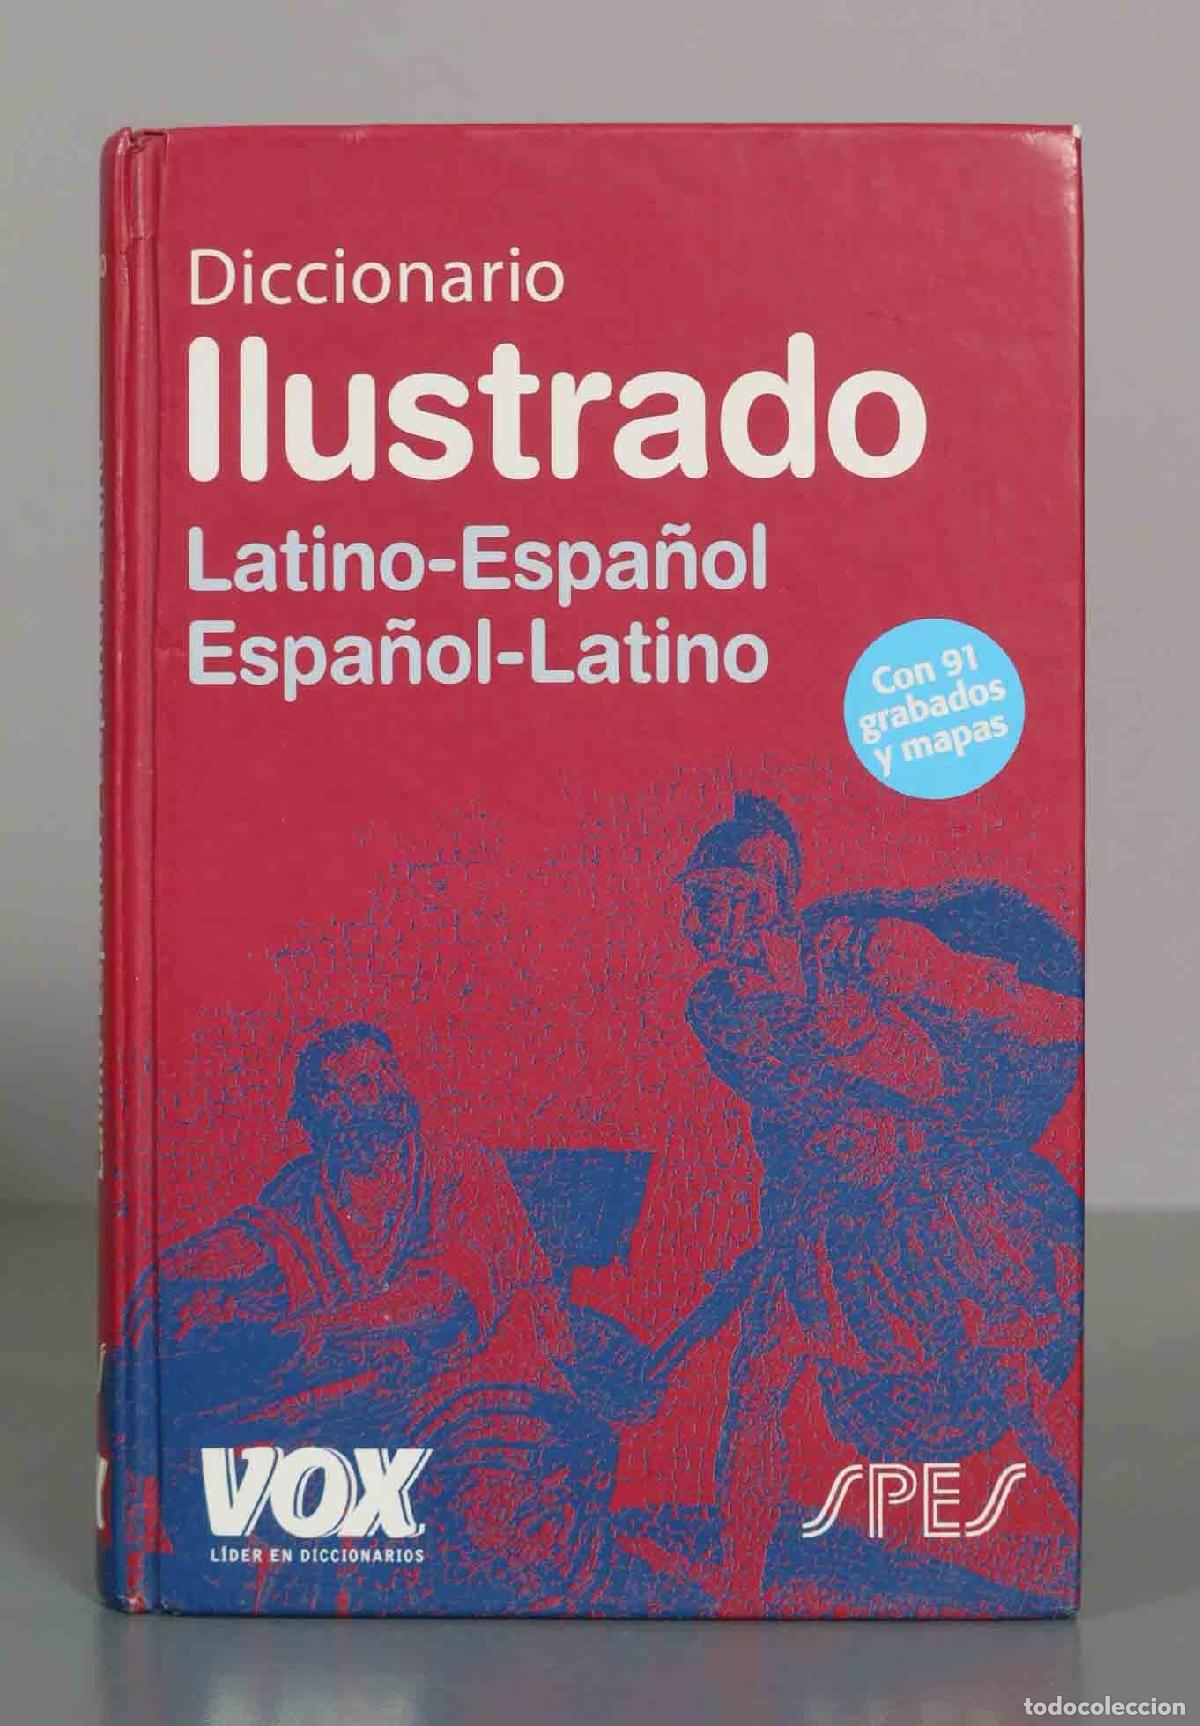 Diccionario
Ilustrado
Latino-Español
Español-Latino
Con 91
grabados
y mapas
VOX
LÍDER EN DICCIONARIOS
SPES
todocoleccion